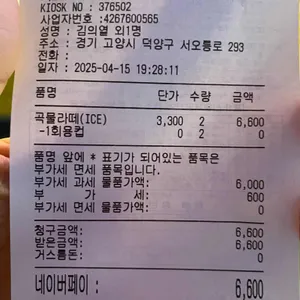 KIOSK NO : 376502
사업자번호 :4267600565
성명 : 김의열 외1명
주소 : 경기 고양시 덕양구 서오릉로 293
전화 :
일자 : 2025-04-15 19:28:11
품명 단가 수량 금액
곡물라떼(ICE) 3,300 2 6,600
-1회용컵 0 2 0
품명 앞에 * 표기가 되어있는 품목은
부가세 면세 품목입니다.
부가세 과세 물품가액: 6,000
부 가 세: 600
부가세 면세 물품가액: 0
청구금액: 6,600
받은금액: 6,600
거스름돈: 0
네이버페이 : 6,600